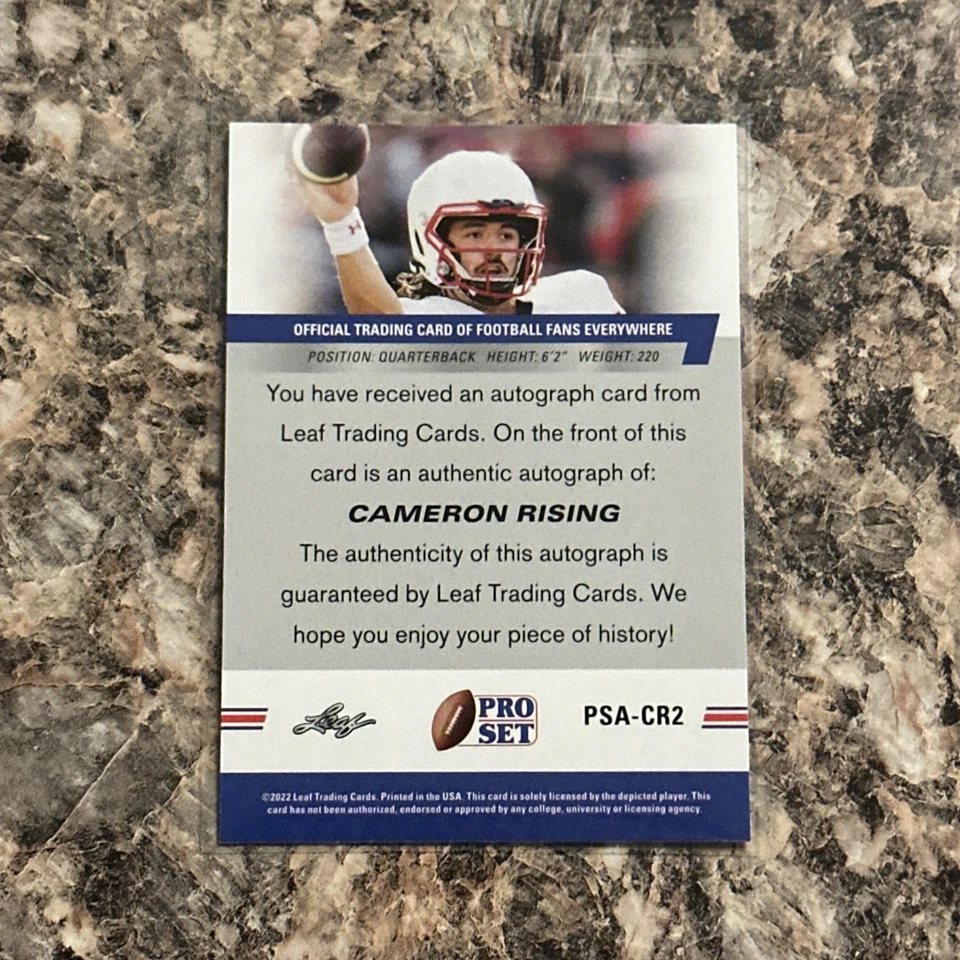 OFFICIAL TRADING CARD OF FOOTBALL FANS EVERYWHERE
POSITION: QUARTERBACK HEIGHT: 6'2" WEIGHT: 220
You have received an autograph card from
Leaf Trading Cards. On the front of this
card is an authentic autograph of:
CAMERON RISING
The authenticity of this autograph is
guaranteed by Leaf Trading Cards. We
hope you enjoy your piece of history!
Leaf
PRO
SET
PSA-CR2
©2022 Leaf Trading Cards. Printed in the USA. This card is solely licensed by the depicted player. This
card has not been authorized, endorsed or approved by any college, university or licensing agency.